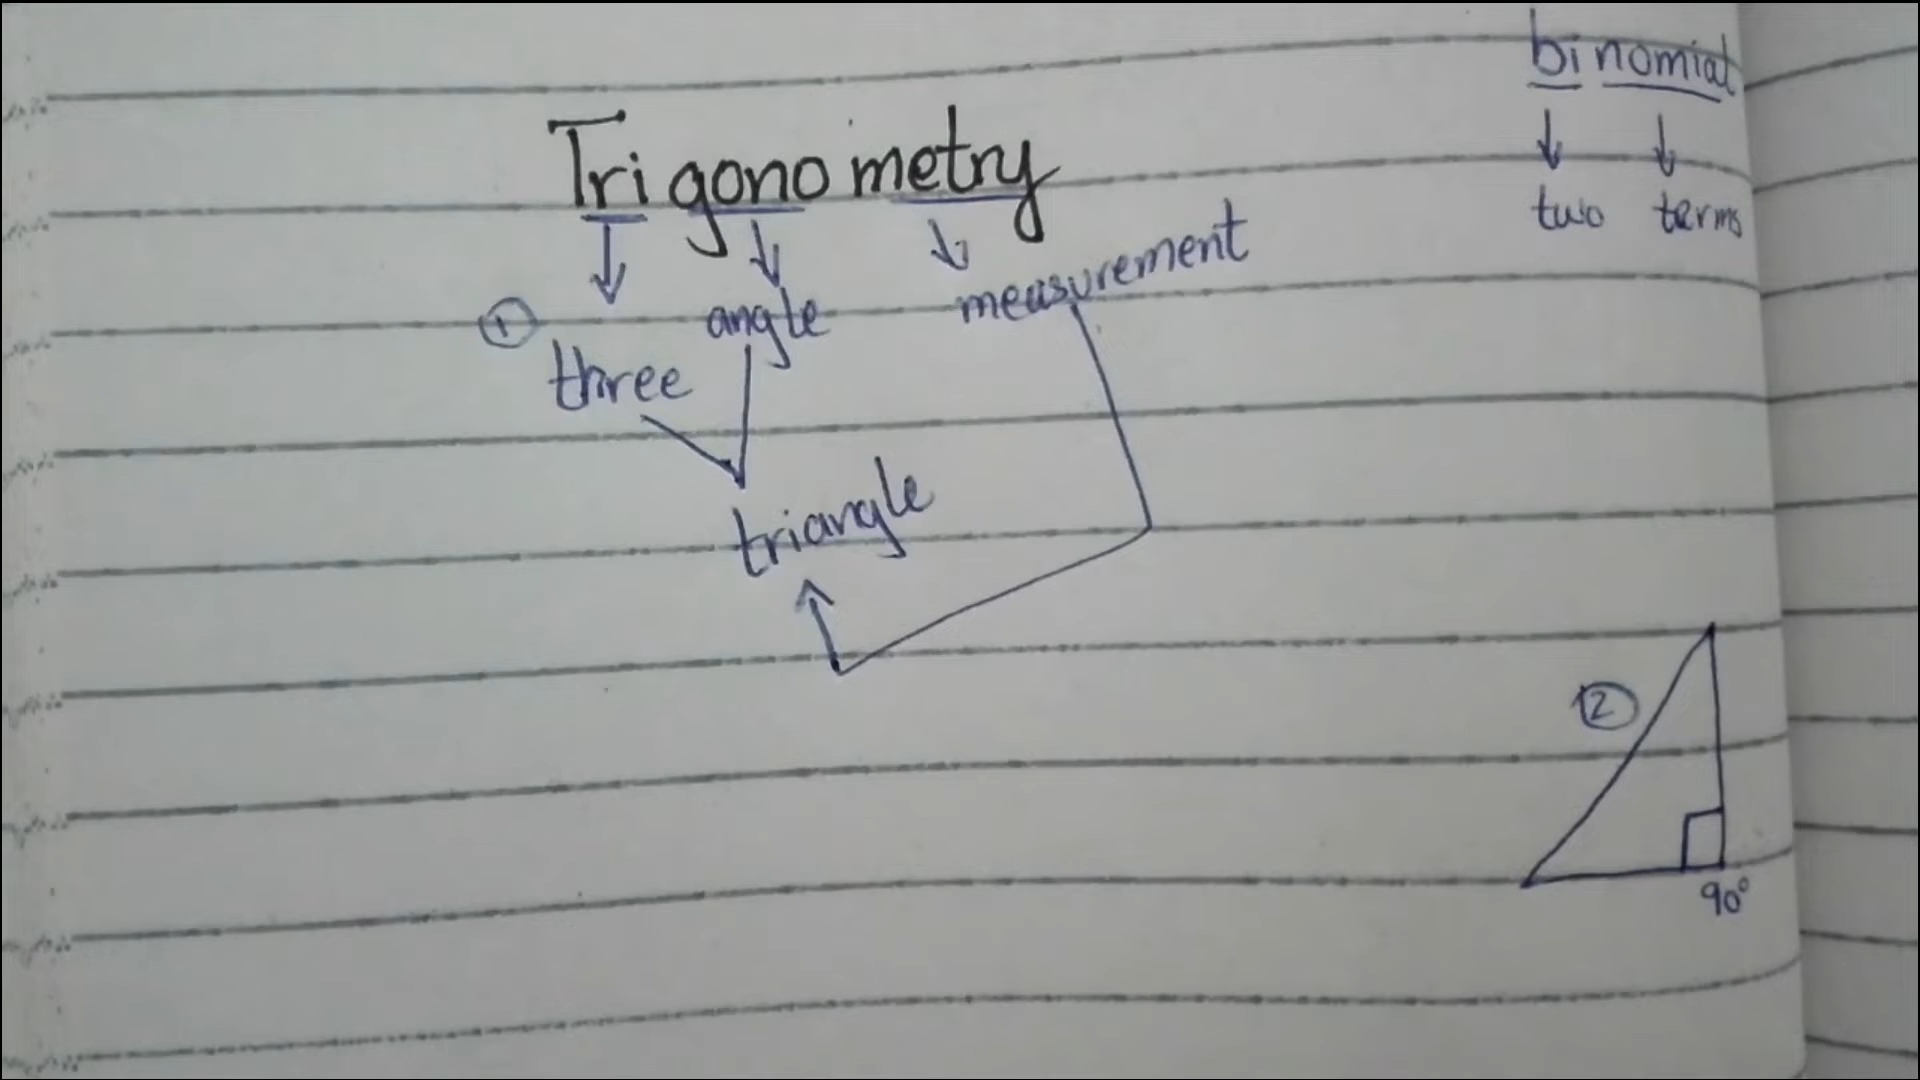 binomial
Trigonometry
two terms
① angle measurement
three
triangle
②
90°